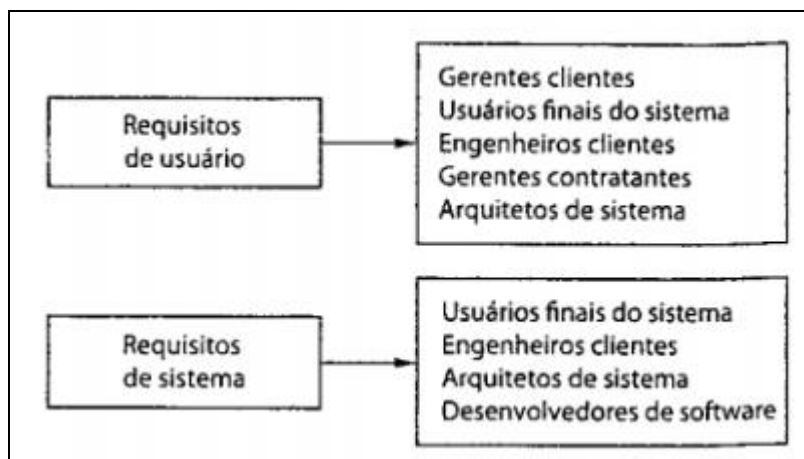 Requisitos
de usuário
Gerentes clientes
Usuários finais do sistema
Engenheiros clientes
Gerentes contratantes
Arquitetos de sistema
Requisitos
de sistema
Usuários finais do sistema
Engenheiros clientes
Arquitetos de sistema
Desenvolvedores de software